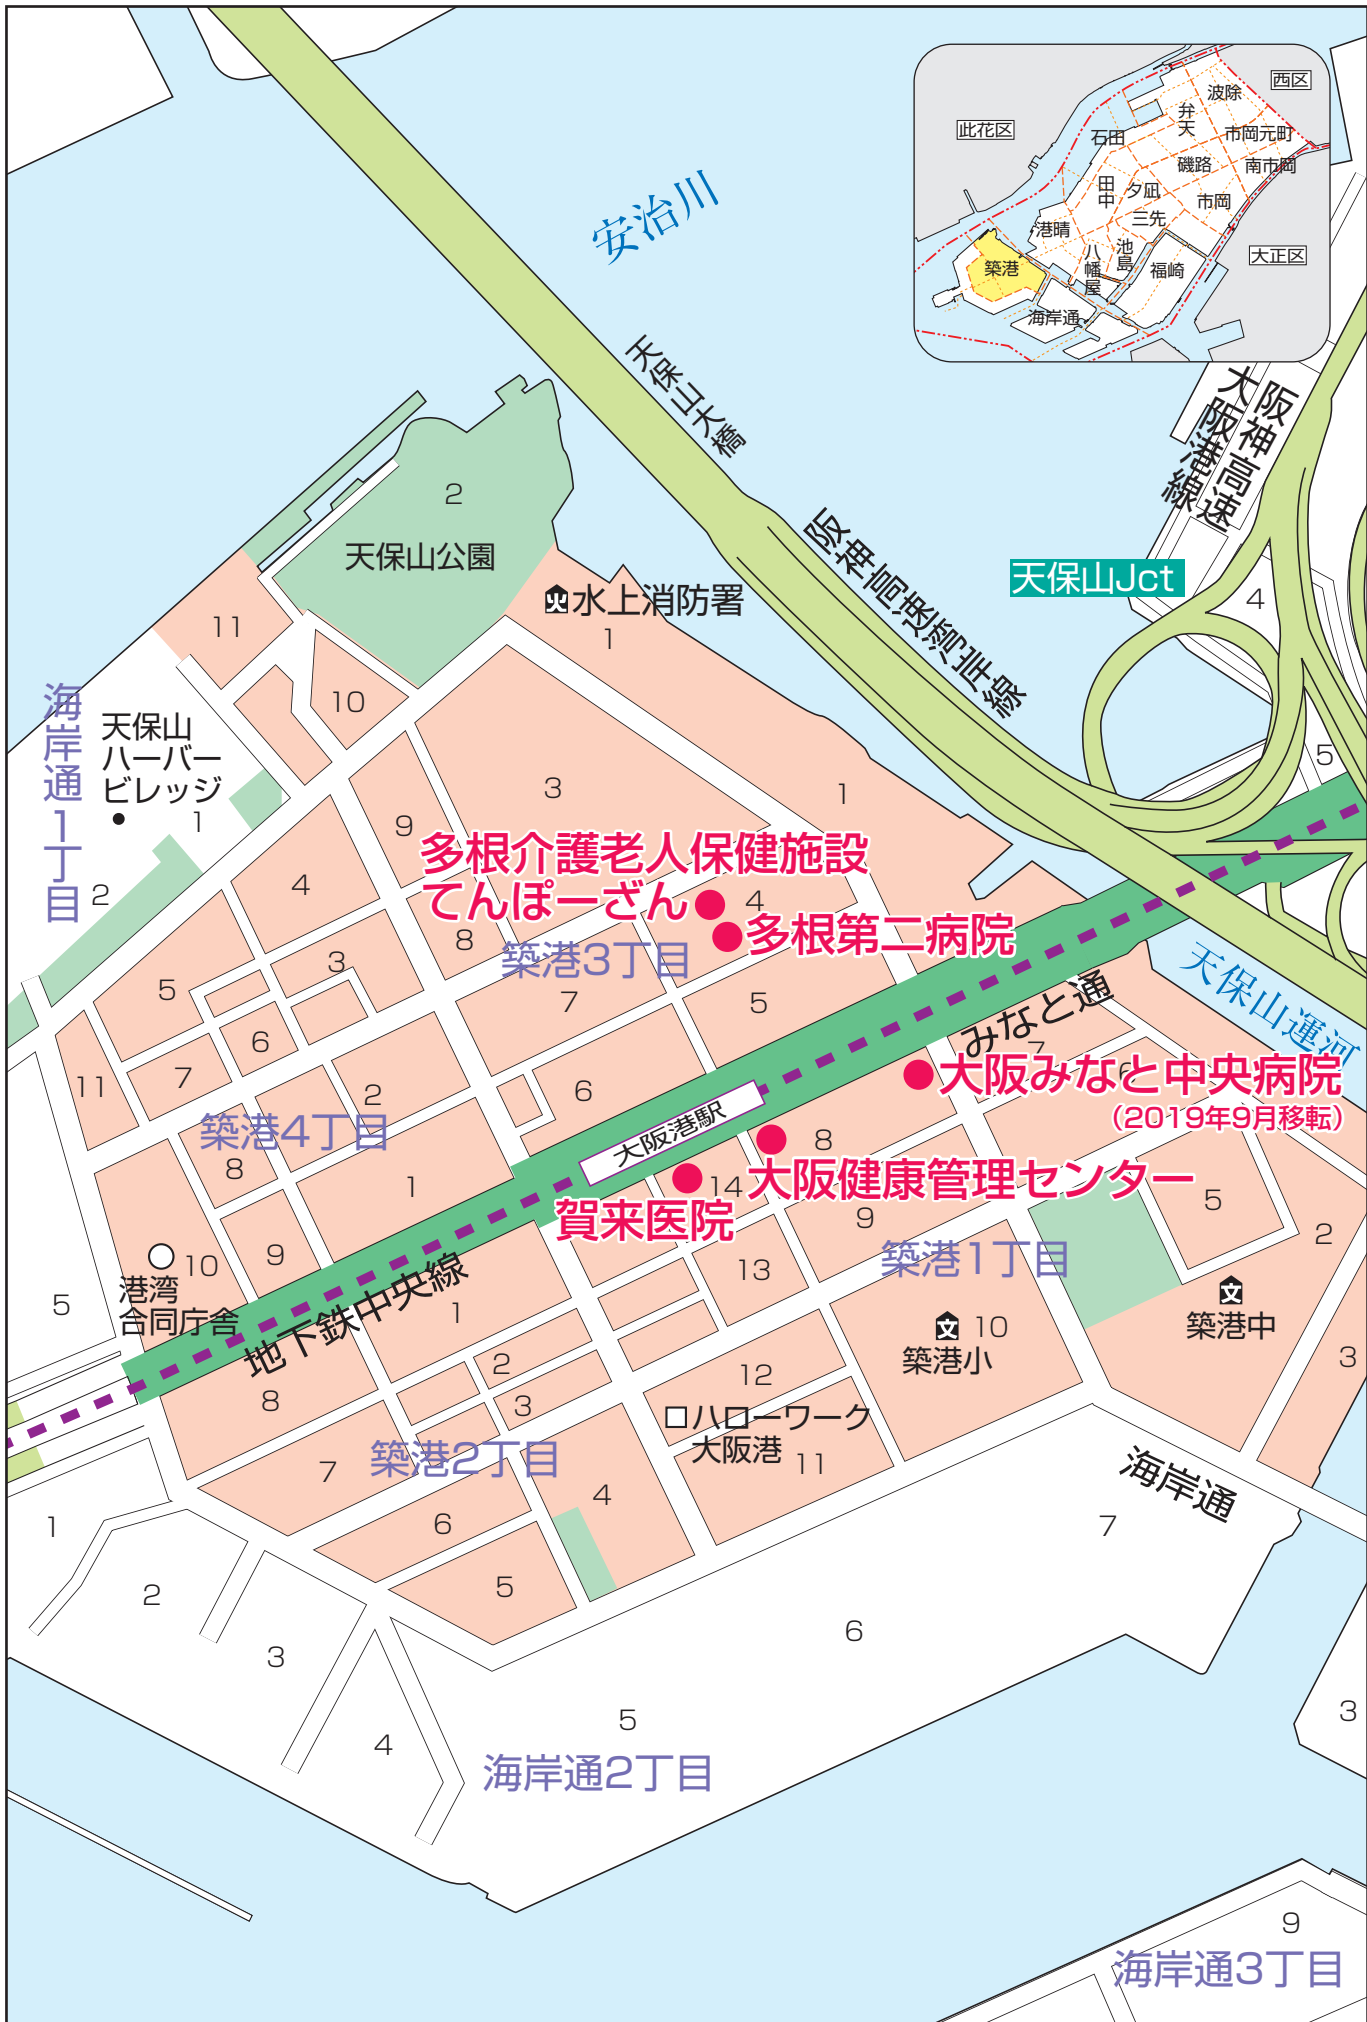 西区
波除
此花区
弁天
石田
市岡元町
磯路
南市岡
田中
夕凪
市岡
三先
港晴
池島
八幡屋
大正区
築港
福崎
海岸通
安治川
天保山大橋
阪神高速
大阪港線
2
天保山公園
阪神高速湾岸線
天保山Jct
4
水上消防署
1
11
10
海岸通1丁目
天保山
ハーバー
ビレッジ
1
2
3
1
5
9
多根介護老人保健施設
てんぽーざん
4
4
多根第二病院
8
築港3丁目
3
5
7
5
みなと通
天保山運河
6
7
11
2
6
7
6
大阪みなと中央病院
(2019年9月移転)
築港4丁目
大阪港駅
8
8
1
14
大阪健康管理センター
賀来医院
9
5
2
築港1丁目
9
10
港湾
合同庁舎
5
地下鉄中央線
13
1
文
築港中
文
10
築港小
3
2
12
8
3
ハローワーク
大阪港
11
築港2丁目
7
4
海岸通
6
1
7
5
2
6
3
5
4
3
海岸通2丁目
9
海岸通3丁目